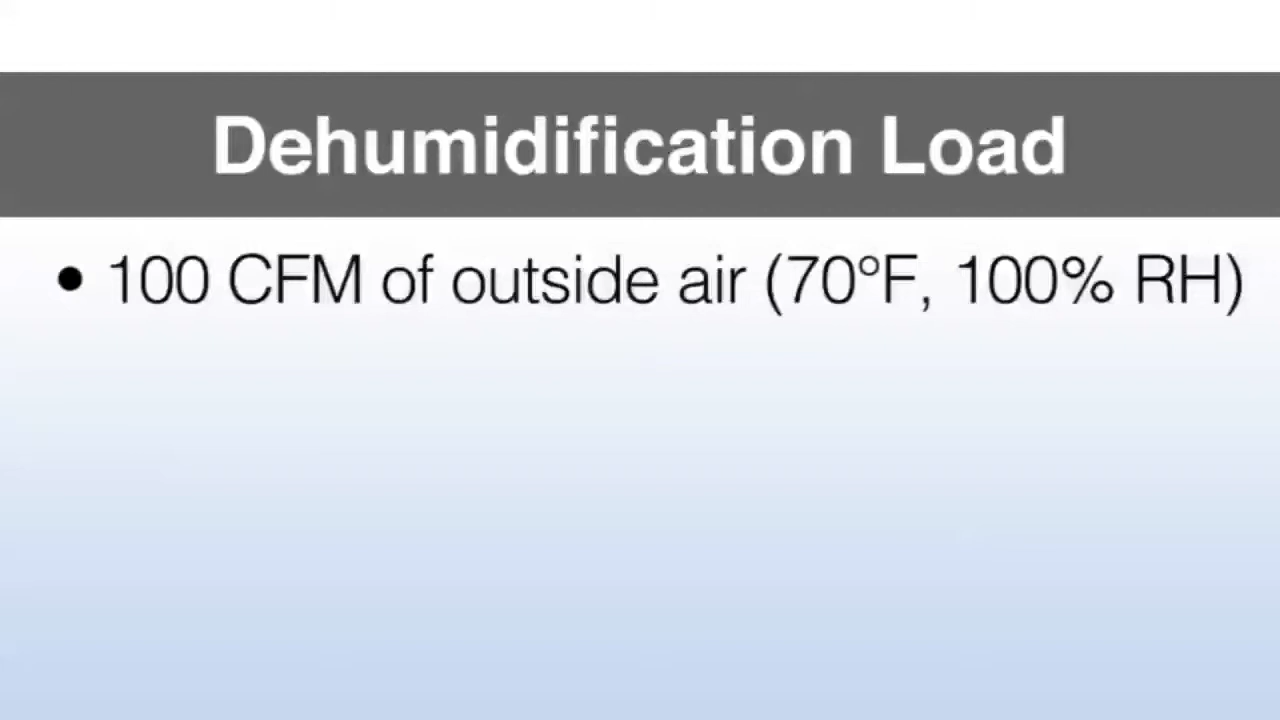 Dehumidification Load
• 100 CFM of outside air (70°F, 100% RH)